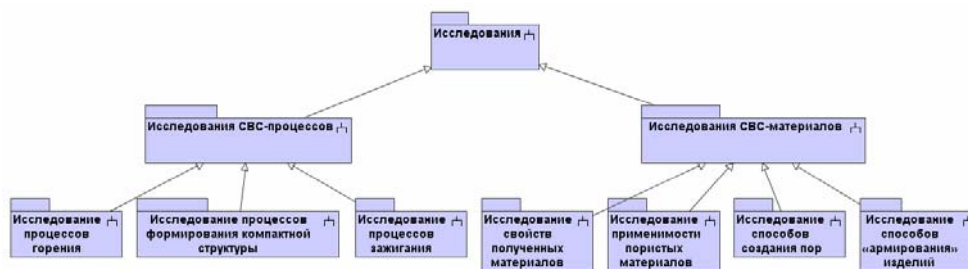 Исследования
Исследования СВС-процессов
Исследования СВС-материалов
Исследование
процессов
горения
Исследование процессов
формирования компактной
структуры
Исследование
процессов
зажигания
Исследование
свойств
полученных
материалов
Исследование
применимости
пористых
материалов
Исследование
способов
создания пор
Исследование
способов
«армирования»
изделий